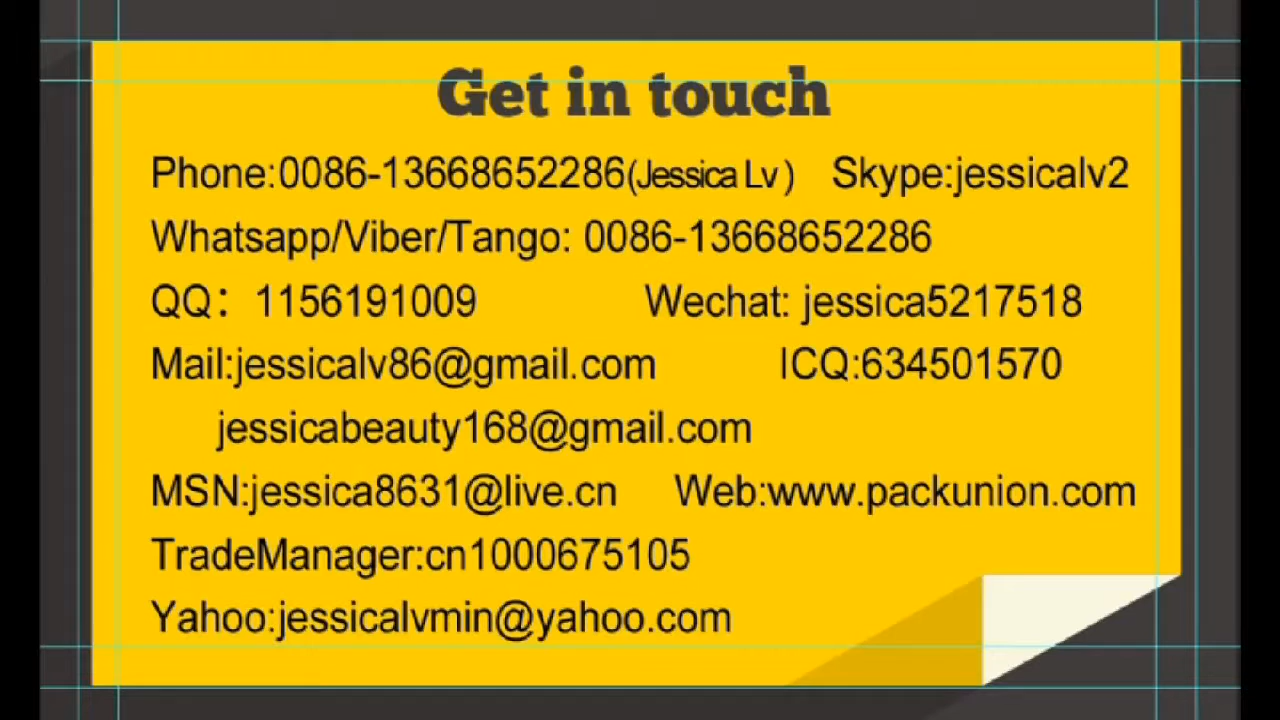 Get in touch
Phone:0086-13668652286(Jessica Lv ) Skype:jessicalv2
Whatsapp/Viber/Tango: 0086-13668652286
QQ：1156191009 Wechat: jessica5217518
Mail:jessicalv86@gmail.com ICQ:634501570
jessicabeauty168@gmail.com
MSN:jessica8631@live.cn Web:www.packunion.com
TradeManager:cn1000675105
Yahoo:jessicalvmin@yahoo.com